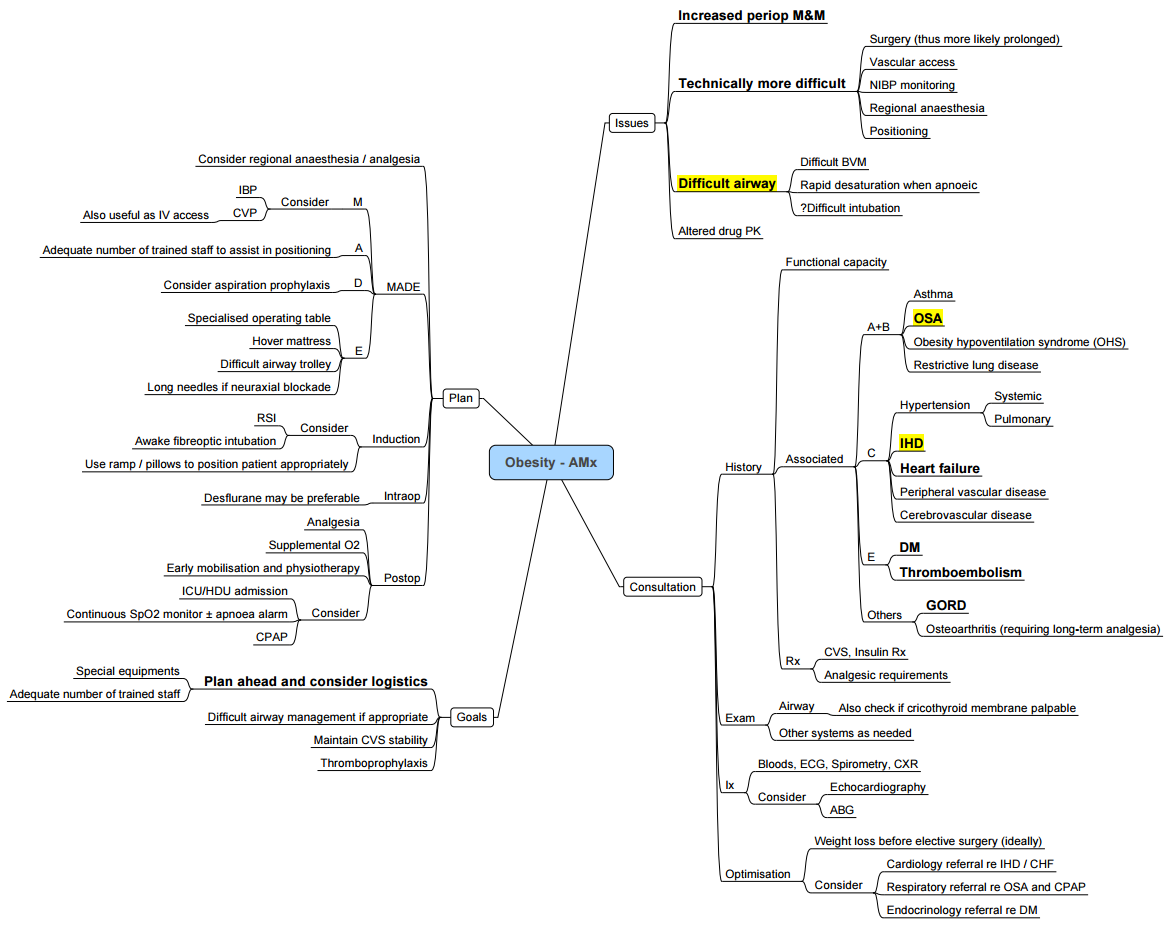 Obesity - AMx
Issues
Increased periop M&M
Technically more difficult
Surgery (thus more likely prolonged)
Vascular access
NIBP monitoring
Regional anaesthesia
Positioning
Difficult airway
Difficult BVM
Rapid desaturation when apnoeic
?Difficult intubation
Altered drug PK
Consultation
History
Functional capacity
Associated
A+B
Asthma
OSA
Obesity hypoventilation syndrome (OHS)
Restrictive lung disease
C
Hypertension
Systemic
Pulmonary
IHD
Heart failure
Peripheral vascular disease
Cerebrovascular disease
E
DM
Thromboembolism
Others
GORD
Osteoarthritis (requiring long-term analgesia)
Rx
CVS, Insulin Rx
Analgesic requirements
Exam
Airway
Also check if cricothyroid membrane palpable
Other systems as needed
Ix
Bloods, ECG, Spirometry, CXR
Consider
Echocardiography
ABG
Optimisation
Weight loss before elective surgery (ideally)
Consider
Cardiology referral re IHD / CHF
Respiratory referral re OSA and CPAP
Endocrinology referral re DM
Plan
Consider regional anaesthesia / analgesia
MADE
M
Consider
IBP
CVP
Also useful as IV access
A
Adequate number of trained staff to assist in positioning
D
Consider aspiration prophylaxis
E
Specialised operating table
Hover mattress
Difficult airway trolley
Long needles if neuraxial blockade
Induction
Consider
RSI
Awake fibreoptic intubation
Use ramp / pillows to position patient appropriately
Intraop
Desflurane may be preferable
Postop
Analgesia
Supplemental O2
Early mobilisation and physiotherapy
Consider
ICU/HDU admission
Continuous SpO2 monitor ± apnoea alarm
CPAP
Goals
Plan ahead and consider logistics
Special equipments
Adequate number of trained staff
Difficult airway management if appropriate
Maintain CVS stability
Thromboprophylaxis